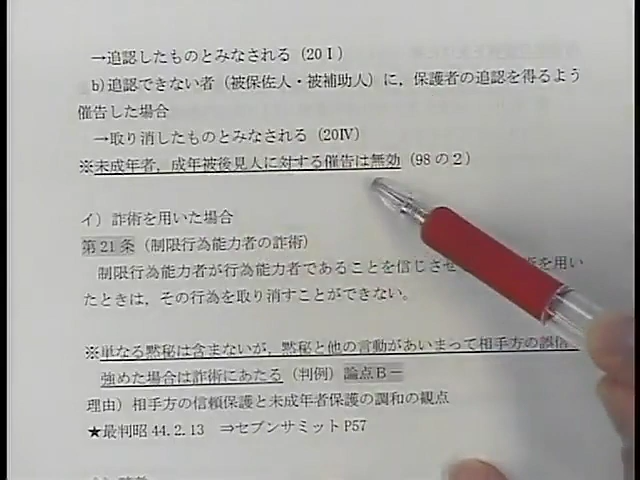 →追認したものとみなされる（20Ⅰ）
b)追認できない者（被保佐人・被補助人）に，保護者の追認を得るよう
催告した場合
→取り消したものとみなされる（20Ⅳ）
※未成年者，成年被後見人に対する催告は無効（98の2）
イ）詐術を用いた場合
第21条（制限行為能力者の詐術）
制限行為能力者が行為能力者であることを信じさせ 術を用い
たときは，その行為を取り消すことができない。
※単なる黙秘は含まないが，黙秘と他の言動があいまって相手方の誤信
強めた場合は詐術にあたる（判例）論点B－
理由）相手方の信頼保護と未成年者保護の調和の観点
★最判昭44.2.13 ⇒セブンサミットP57